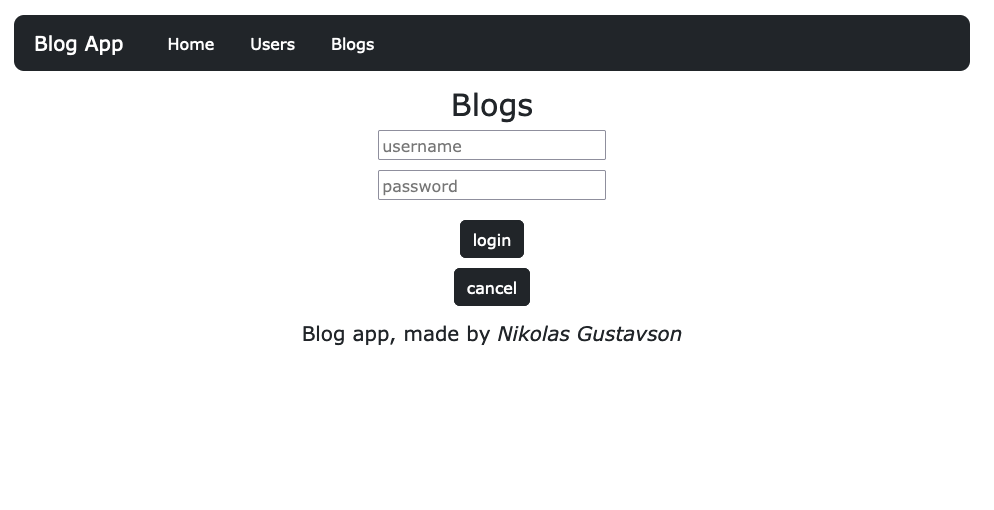 Blog App Home Users Blogs
Blogs
username
password
login
cancel
Blog app, made by Nikolas Gustavson